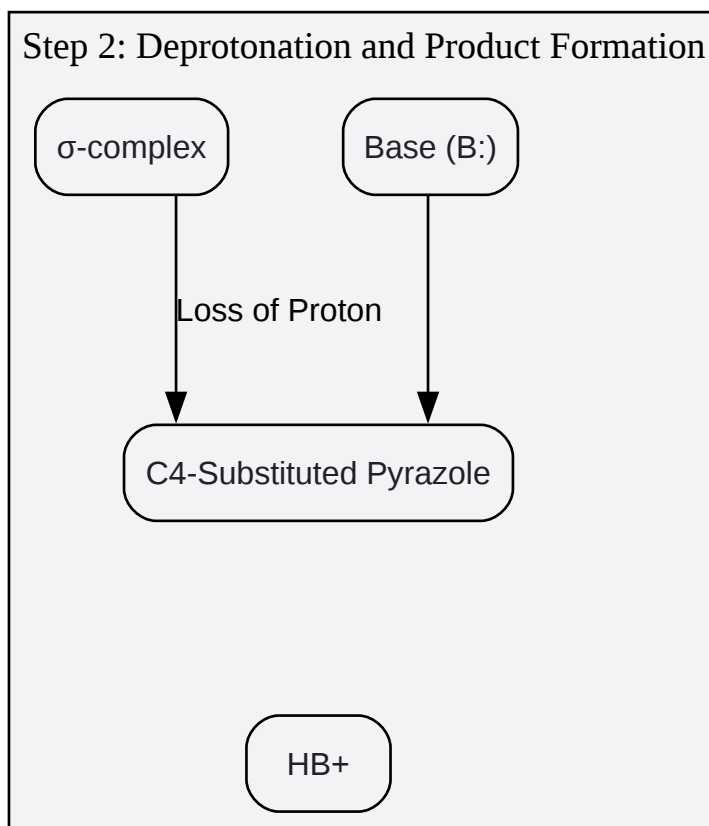 Step 2: Deprotonation and Product Formation
σ-complex
Base (B:)
Loss of Proton
C4-Substituted Pyrazole
HB+